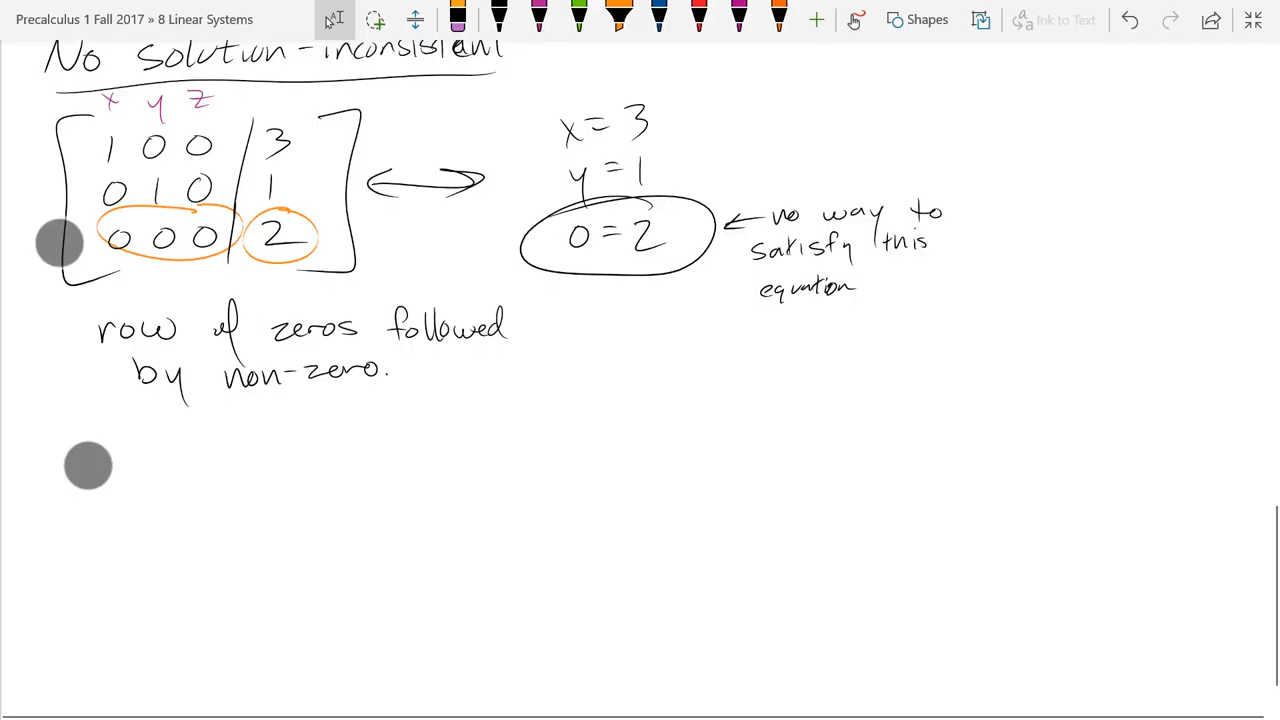 Precalculus 1 Fall 2017 » 8 Linear Systems
Shapes
Ink to Text
No solution - inconsistent
x y z
1 0 0 | 3
0 1 0 | 1
0 0 0 | 2
x = 3
y = 1
0 = 2
← no way to
satisfy this
equation
row of zeros followed
by non-zero.